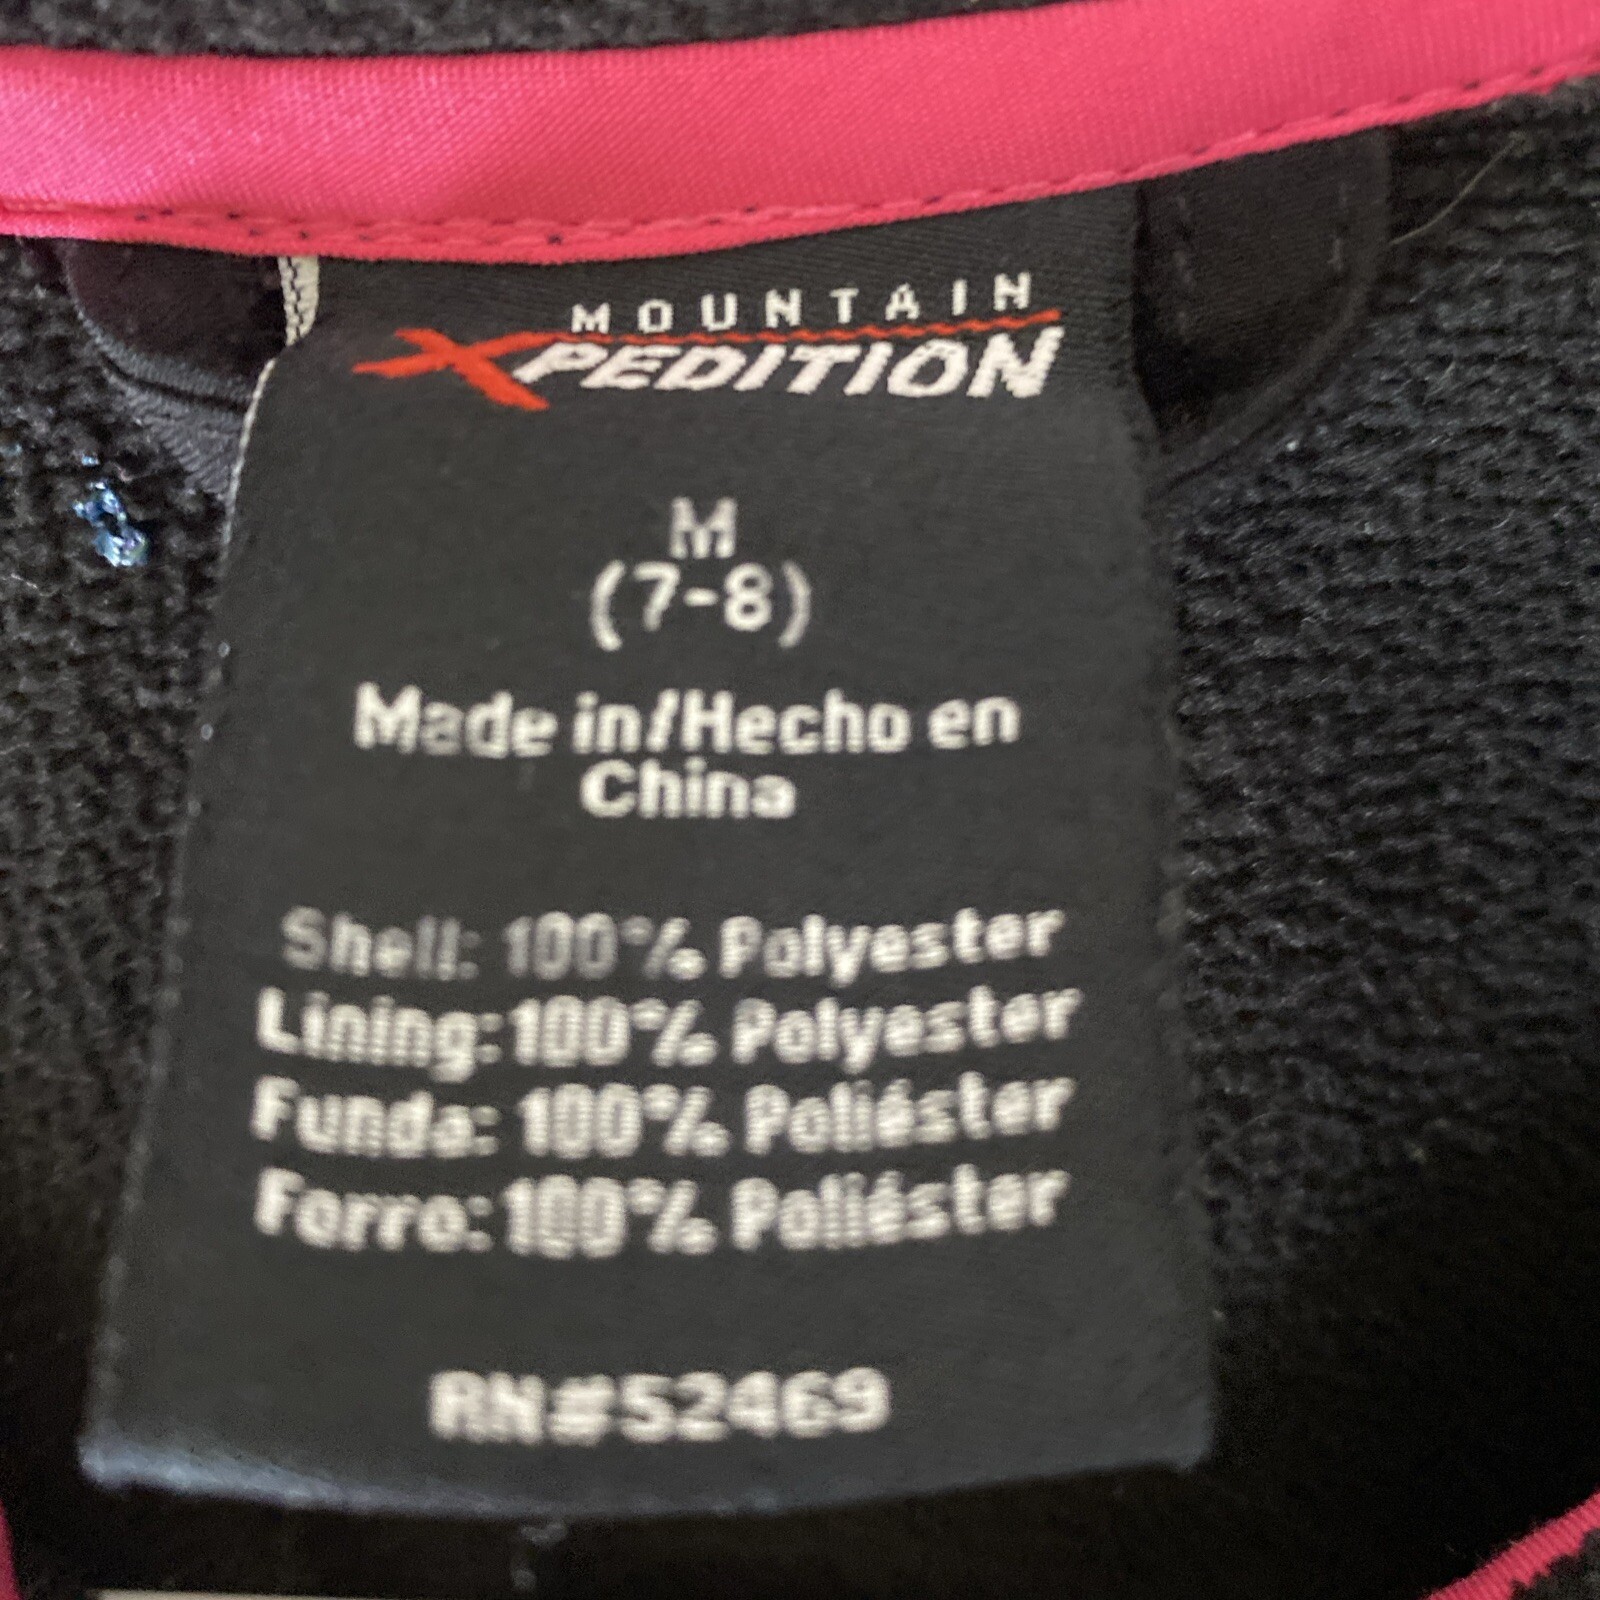 MOUNTAIN
XPEDITION
M
(7-8)
Made in/Hecho en
China
Shell: 100% Polyester
Lining: 100% Polyester
Funda: 100% Poliéster
Forro: 100% Poliéster
RN#52469